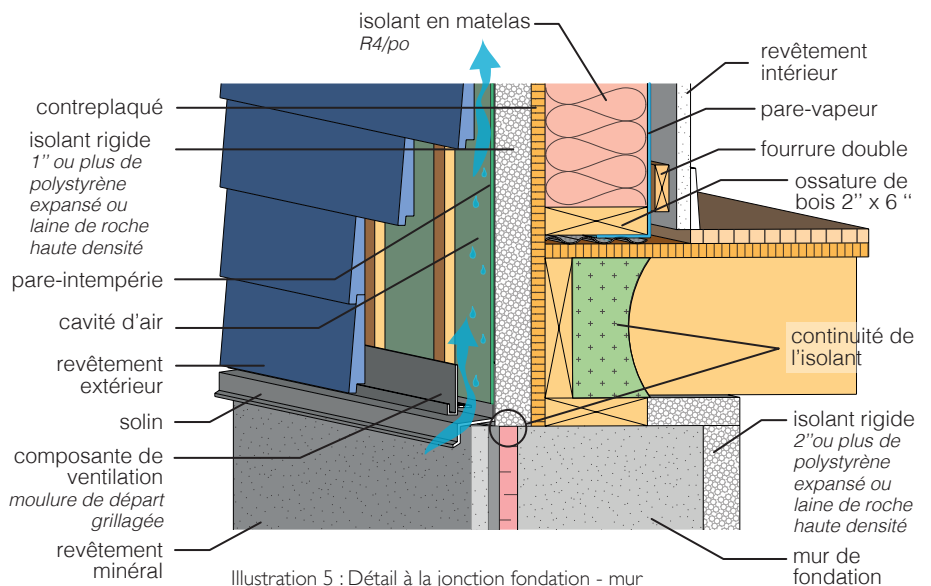 isolant en matelas
R4/po
contreplaqué
isolant rigide
1’’ ou plus de
polystyrène
expansé ou
laine de roche
haute densité
pare-intempérie
cavité d’air
revêtement
extérieur
solin
composante de
ventilation
moulure de départ
grillagée
revêtement
minéral
revêtement
intérieur
pare-vapeur
fourrure double
ossature de
bois 2’’ x 6 ‘‘
continuité de
l’isolant
isolant rigide
2’’ou plus de
polystyrène
expansé ou
laine de roche
haute densité
mur de
fondation
Illustration 5 : Détail à la jonction fondation - mur